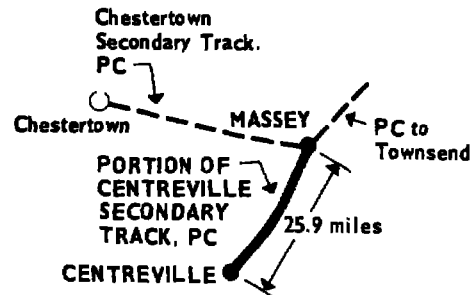 Chestertown
Secondary Track.
PC
Chestertown
MASSEY
PC to
Townsend
PORTION OF
CENTREVILLE
SECONDARY
TRACK, PC
25.9 miles
CENTREVILLE